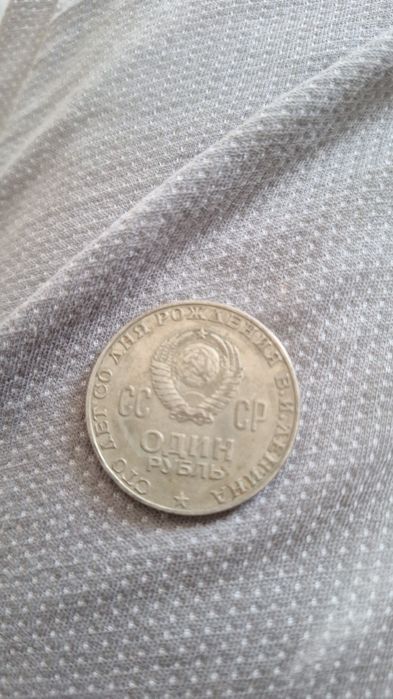 СТО ЛЕТ СО ДНЯ РОЖДЕНИЯ В.И.ЛЕНИНА
СС СР
ОДИН
РУБЛЬ